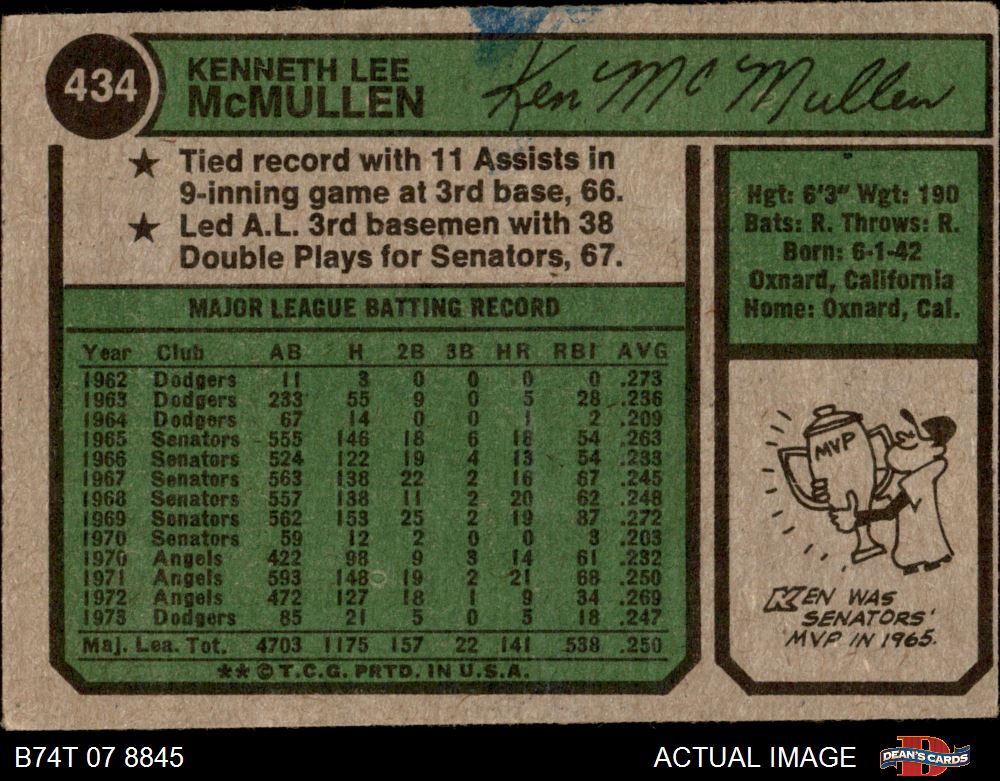 434
KENNETH LEE
McMULLEN
Ken McMullen
★ Tied record with 11 Assists in
9-inning game at 3rd base, 66.
★ Led A.L. 3rd basemen with 38
Double Plays for Senators, 67.
Hgt: 6'3" Wgt: 190
Bats: R. Throws: R.
Born: 6-1-42
Oxnard, California
Home: Oxnard, Cal.
MAJOR LEAGUE BATTING RECORD
Year Club AB H 2B 3B HR RBI AVG
1962 Dodgers 11 3 0 0 0 0 .273
1963 Dodgers 233 55 9 0 5 28 .236
1964 Dodgers 67 14 0 0 1 2 .209
1965 Senators 555 146 18 6 18 54 .263
1966 Senators 524 122 19 4 13 54 .233
1967 Senators 563 138 22 2 16 67 .245
1968 Senators 557 138 11 2 20 62 .248
1969 Senators 562 153 25 2 19 87 .272
1970 Senators 59 12 2 0 0 3 .203
1970 Angels 422 98 9 3 14 61 .232
1971 Angels 593 148 19 2 21 68 .250
1972 Angels 472 127 18 1 9 34 .269
1973 Dodgers 85 21 5 0 5 18 .247
Maj. Lea. Tot. 4703 1175 157 22 141 538 .250
** © T.C.G. PRTD. IN U.S.A.
MVP
KEN WAS
SENATORS'
MVP IN 1965.
B74T 07 8845
ACTUAL IMAGE
DEAN'S CARDS